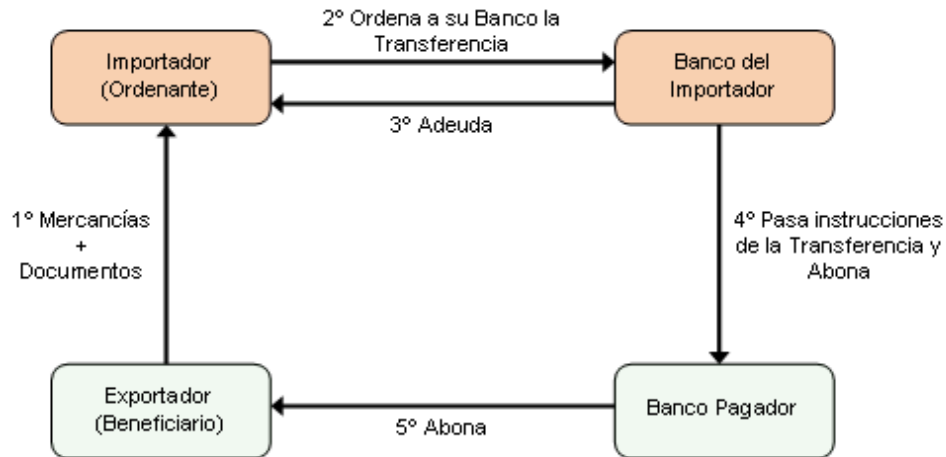 2º Ordena a su Banco la
Transferencia
Importador
(Ordenante)
Banco del
Importador
3º Adeuda
1º Mercancías
+
Documentos
4º Pasa instrucciones
de la Transferencia y
Abona
Exportador
(Beneficiario)
Banco Pagador
5º Abona